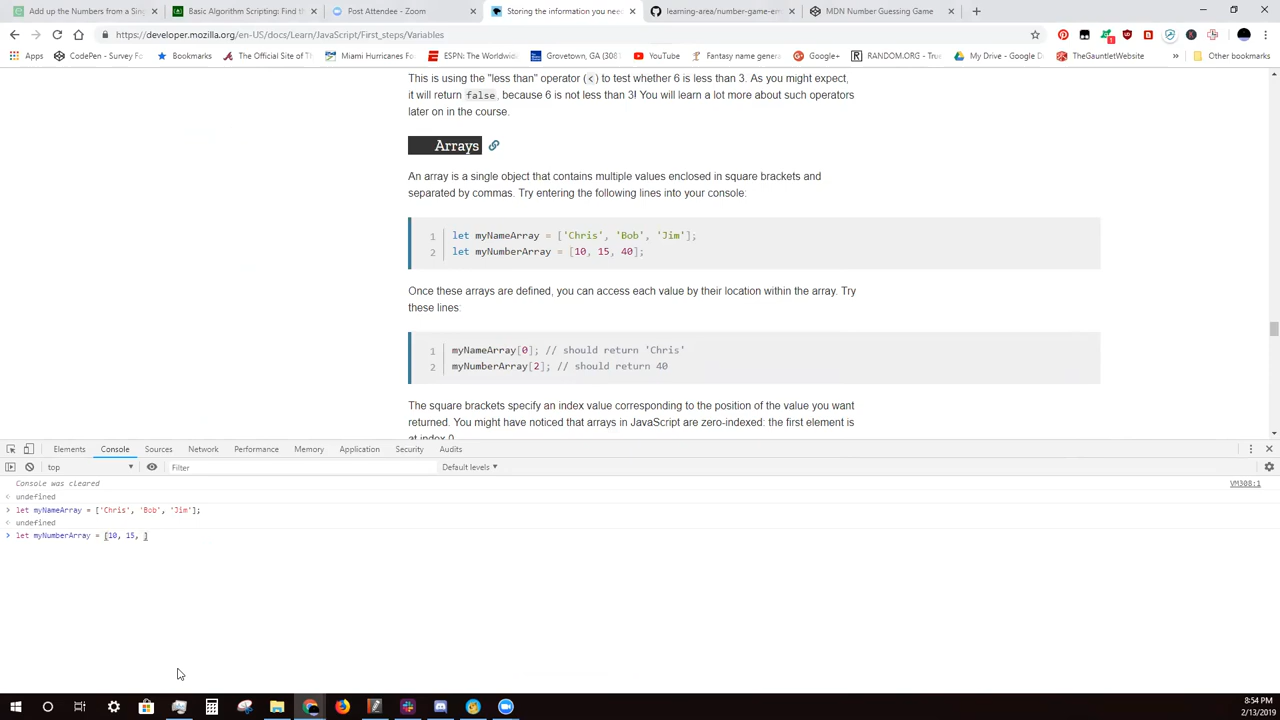 Add up the Numbers from a Sing
Basic Algorithm Scripting: Find th
Post Attendee - Zoom
Storing the information you need
learning-area/number-game-err
MDN Number Guessing Game
https://developer.mozilla.org/en-US/docs/Learn/JavaScript/First_steps/Variables
Apps
CodePen - Survey Fo
Bookmarks
The Official Site of T
Miami Hurricanes Fo
ESPN: The Worldwid
Grovetown, GA (30
YouTube
Fantasy name genera
Google+
RANDOM.ORG - True
My Drive - Google D
TheGauntletWebsite
»
Other bookmarks
This is using the "less than" operator (<) to test whether 6 is less than 3. As you might expect,
it will return false, because 6 is not less than 3! You will learn a lot more about such operators
later on in the course.
Arrays
An array is a single object that contains multiple values enclosed in square brackets and
separated by commas. Try entering the following lines into your console:
1 let myNameArray = ['Chris', 'Bob', 'Jim'];
2 let myNumberArray = [10, 15, 40];
Once these arrays are defined, you can access each value by their location within the array. Try
these lines:
1 myNameArray[0]; // should return 'Chris'
2 myNumberArray[2]; // should return 40
The square brackets specify an index value corresponding to the position of the value you want
returned. You might have noticed that arrays in JavaScript are zero-indexed: the first element is
at index 0.
Elements Console Sources Network Performance Memory Application Security Audits
top Filter Default levels
Console was cleared VM308:1
< undefined
> let myNameArray = ['Chris', 'Bob', 'Jim'];
< undefined
> let myNumberArray = [10, 15, ]
8:54 PM
2/13/2019